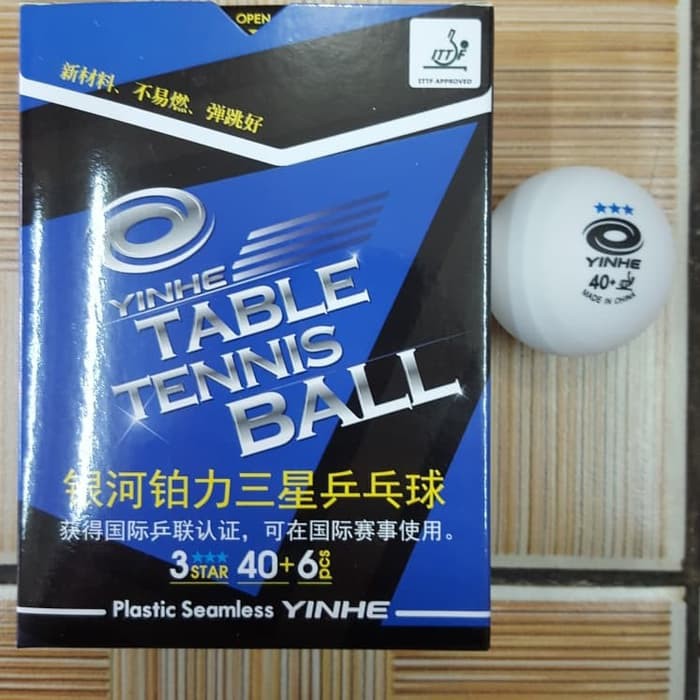 OPEN
ITTF
ITTF APPROVED
新材料、不易燃、弹跳好
YINHE
TABLE
TENNIS
BALL
银河铂力三星乒乓球
获得国际乒联认证，可在国际赛事使用。
3★★★STAR 40+ 6pcs
Plastic Seamless YINHE
★★★
YINHE
40+
MADE IN CHINA